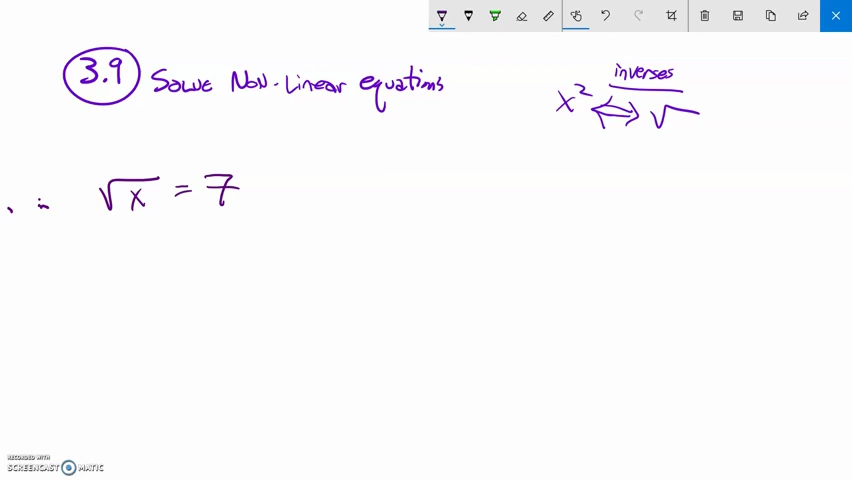 3.9 Solve Non-Linear equations
inverses
x² ↔ √
√x = 7
RECORDED WITH
SCREENCAST MATIC